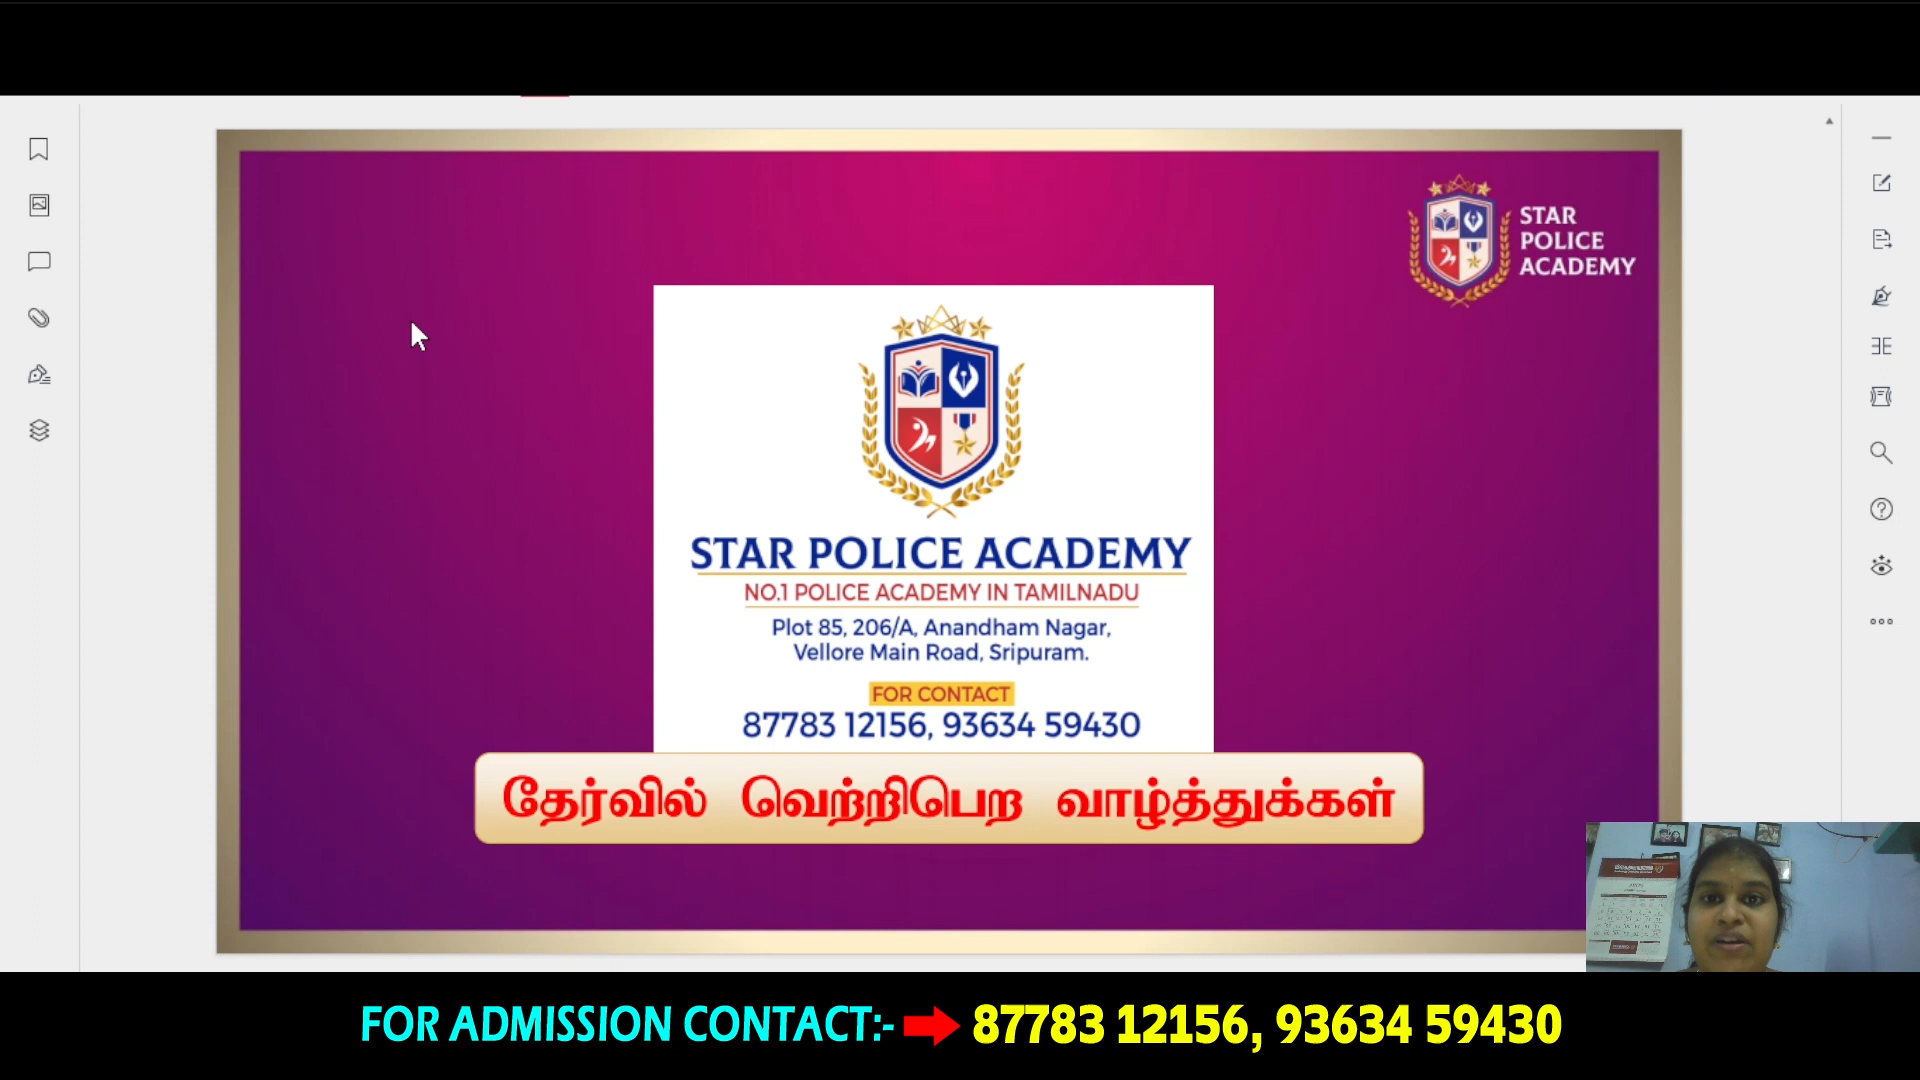 STAR
POLICE
ACADEMY
STAR POLICE ACADEMY
NO.1 POLICE ACADEMY IN TAMILNADU
Plot 85, 206/A, Anandham Nagar,
Vellore Main Road, Sripuram.
FOR CONTACT
87783 12156, 93634 59430
தேர்வில் வெற்றிபெற வாழ்த்துக்கள்
FOR ADMISSION CONTACT:- 87783 12156, 93634 59430